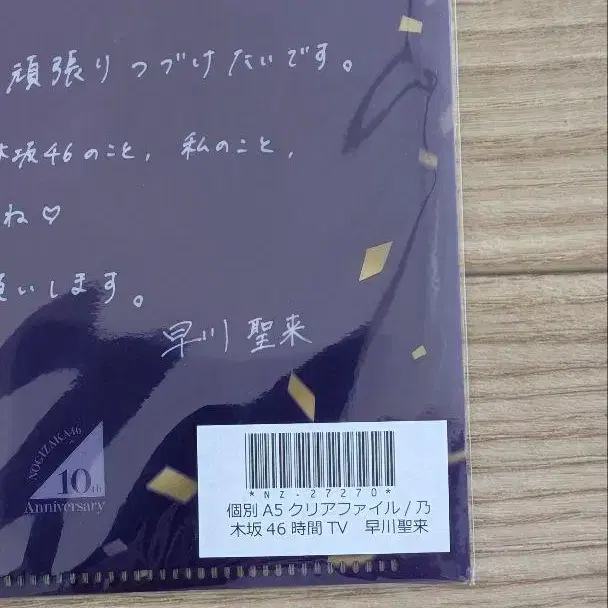 頑張りつづけたいです。
木坂46のこと、私のこと、
ね♡
願いします。
早川 聖来
NOGIZAKA46
10th
Anniversary
*NZ-27270*
個別 A5 クリアファイル / 乃
木坂 46 時間 TV　早川聖来